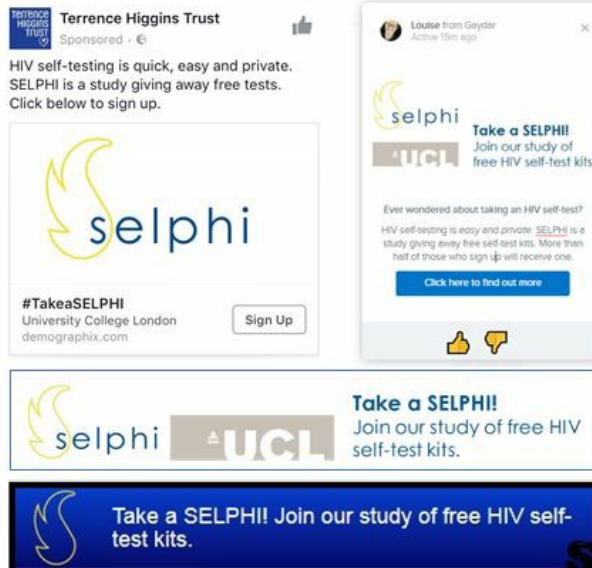 TERRENCE
HIGGINS
TRUST
Terrence Higgins Trust
Sponsored
HIV self-testing is quick, easy and private.
SELPHI is a study giving away free tests.
Click below to sign up.
selphi
#TakeaSELPHI
University College London
demographix.com
Sign Up
Louise from Gaydar
Active 15m ago
selphi
UCL
Take a SELPHI!
Join our study of
free HIV self-test kits
Ever wondered about taking an HIV self-test?
HIV self-testing is easy and private. SELPHI is a
study giving away free self-test kits. More than
half of those who sign up will receive one.
Click here to find out more
selphi
UCL
Take a SELPHI!
Join our study of free HIV
self-test kits.
Take a SELPHI! Join our study of free HIV self-
test kits.